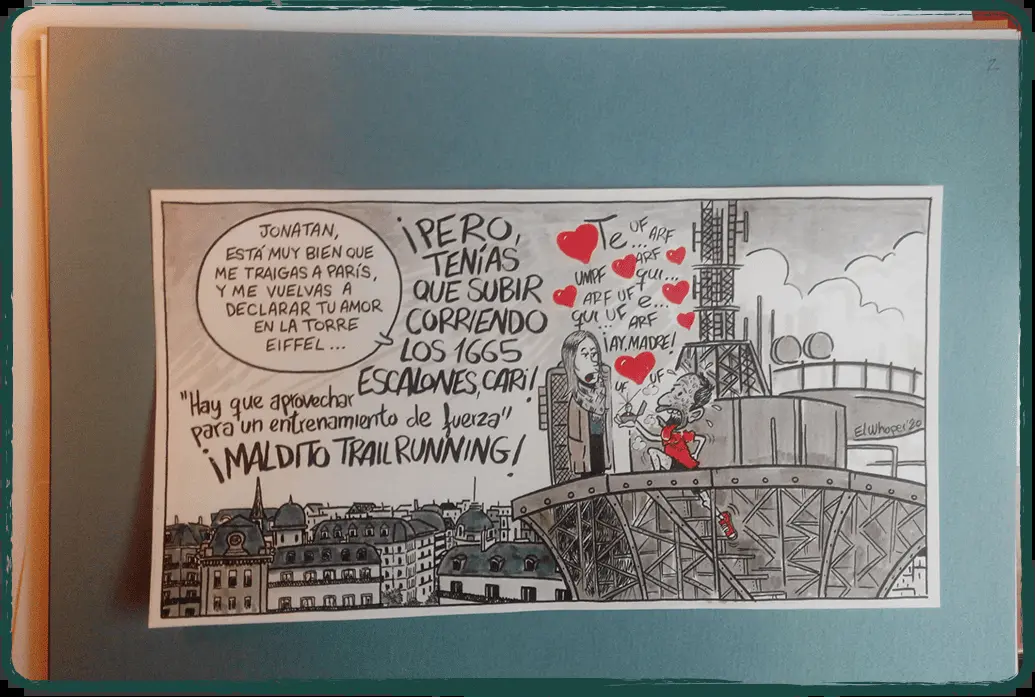 2
JONATAN,
ESTÁ MUY BIEN QUE
ME TRAIGAS A PARÍS,
Y ME VUELVAS A
DECLARAR TU AMOR
EN LA TORRE
EIFFEL...
¡PERO,
TENÍAS
QUE SUBIR
CORRIENDO
LOS 1665
ESCALONES, CARI!
"Hay que aprovechar
para un entrenamiento de fuerza"
¡MALDITO TRAIL RUNNING!
Te... UF ARF
ARF
UMPF qui...
ARF UF e...
qui... UF ARF
¡AY, MADRE!
UF UF
ElWhoper'20